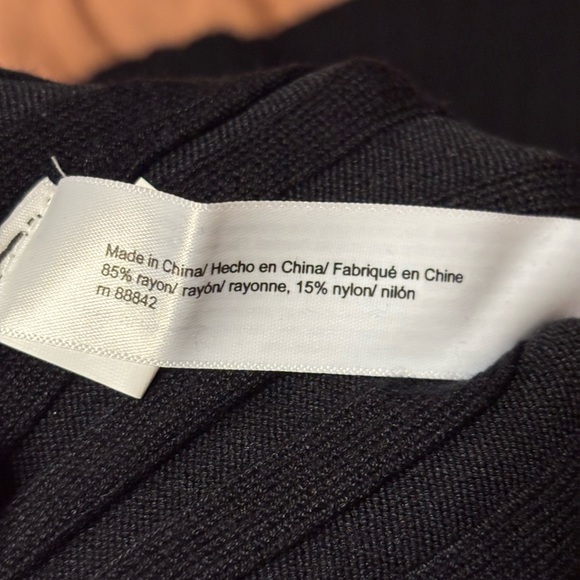 Made in China/ Hecho en China/ Fabriqué en Chine
85% rayon/ rayón/ rayonne, 15% nylon/ nilón
rn 88842